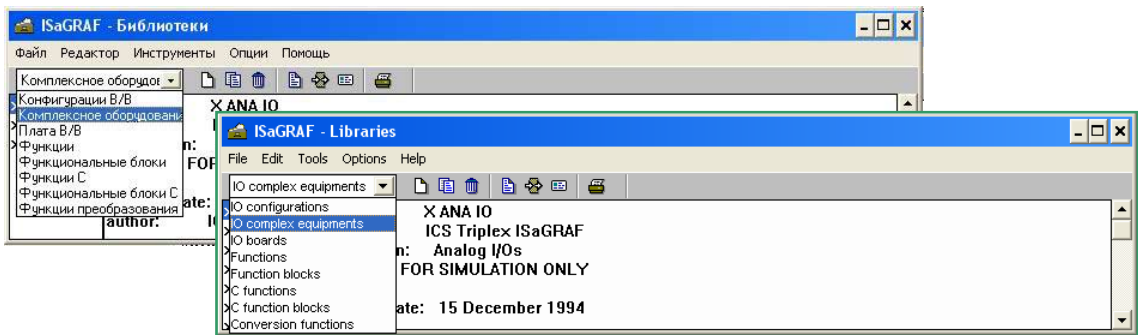 ISaGRAF - Библиотеки
Файл Редактор Инструменты Опции Помощь
Комплексное оборудов
Конфигурации В/В
Комплексное оборудовани
Плата В/В
Функции
Функциональные блоки
Функции С
Функциональные блоки С
Функции преобразования
X ANA IO
n:
FOR
ate:
author:
ISaGRAF - Libraries
File Edit Tools Options Help
IO complex equipments
IO configurations
IO complex equipments
IO boards
Functions
Function blocks
C functions
C function blocks
Conversion functions
X ANA IO
ICS Triplex ISaGRAF
n: Analog I/Os
FOR SIMULATION ONLY
ate: 15 December 1994